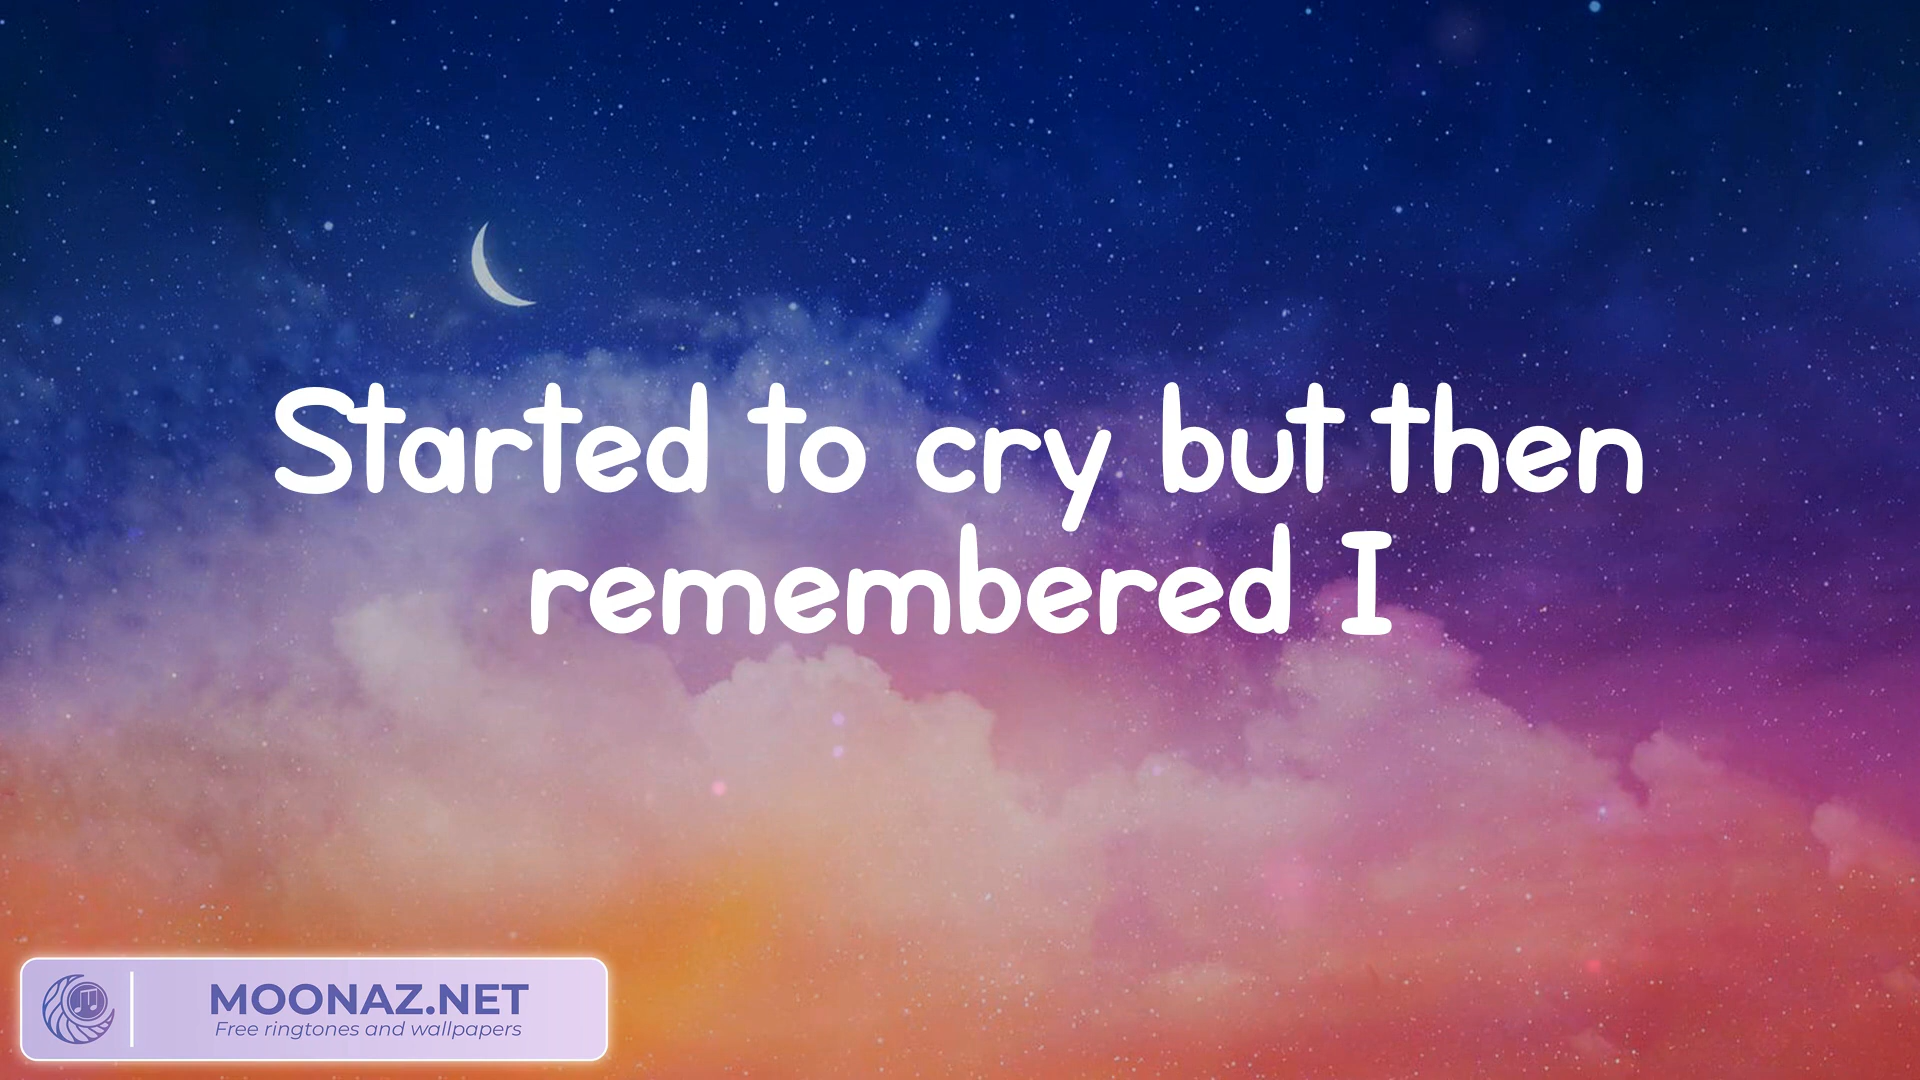 Started to cry but then
remembered I
MOONAZ.NET
Free ringtones and wallpapers